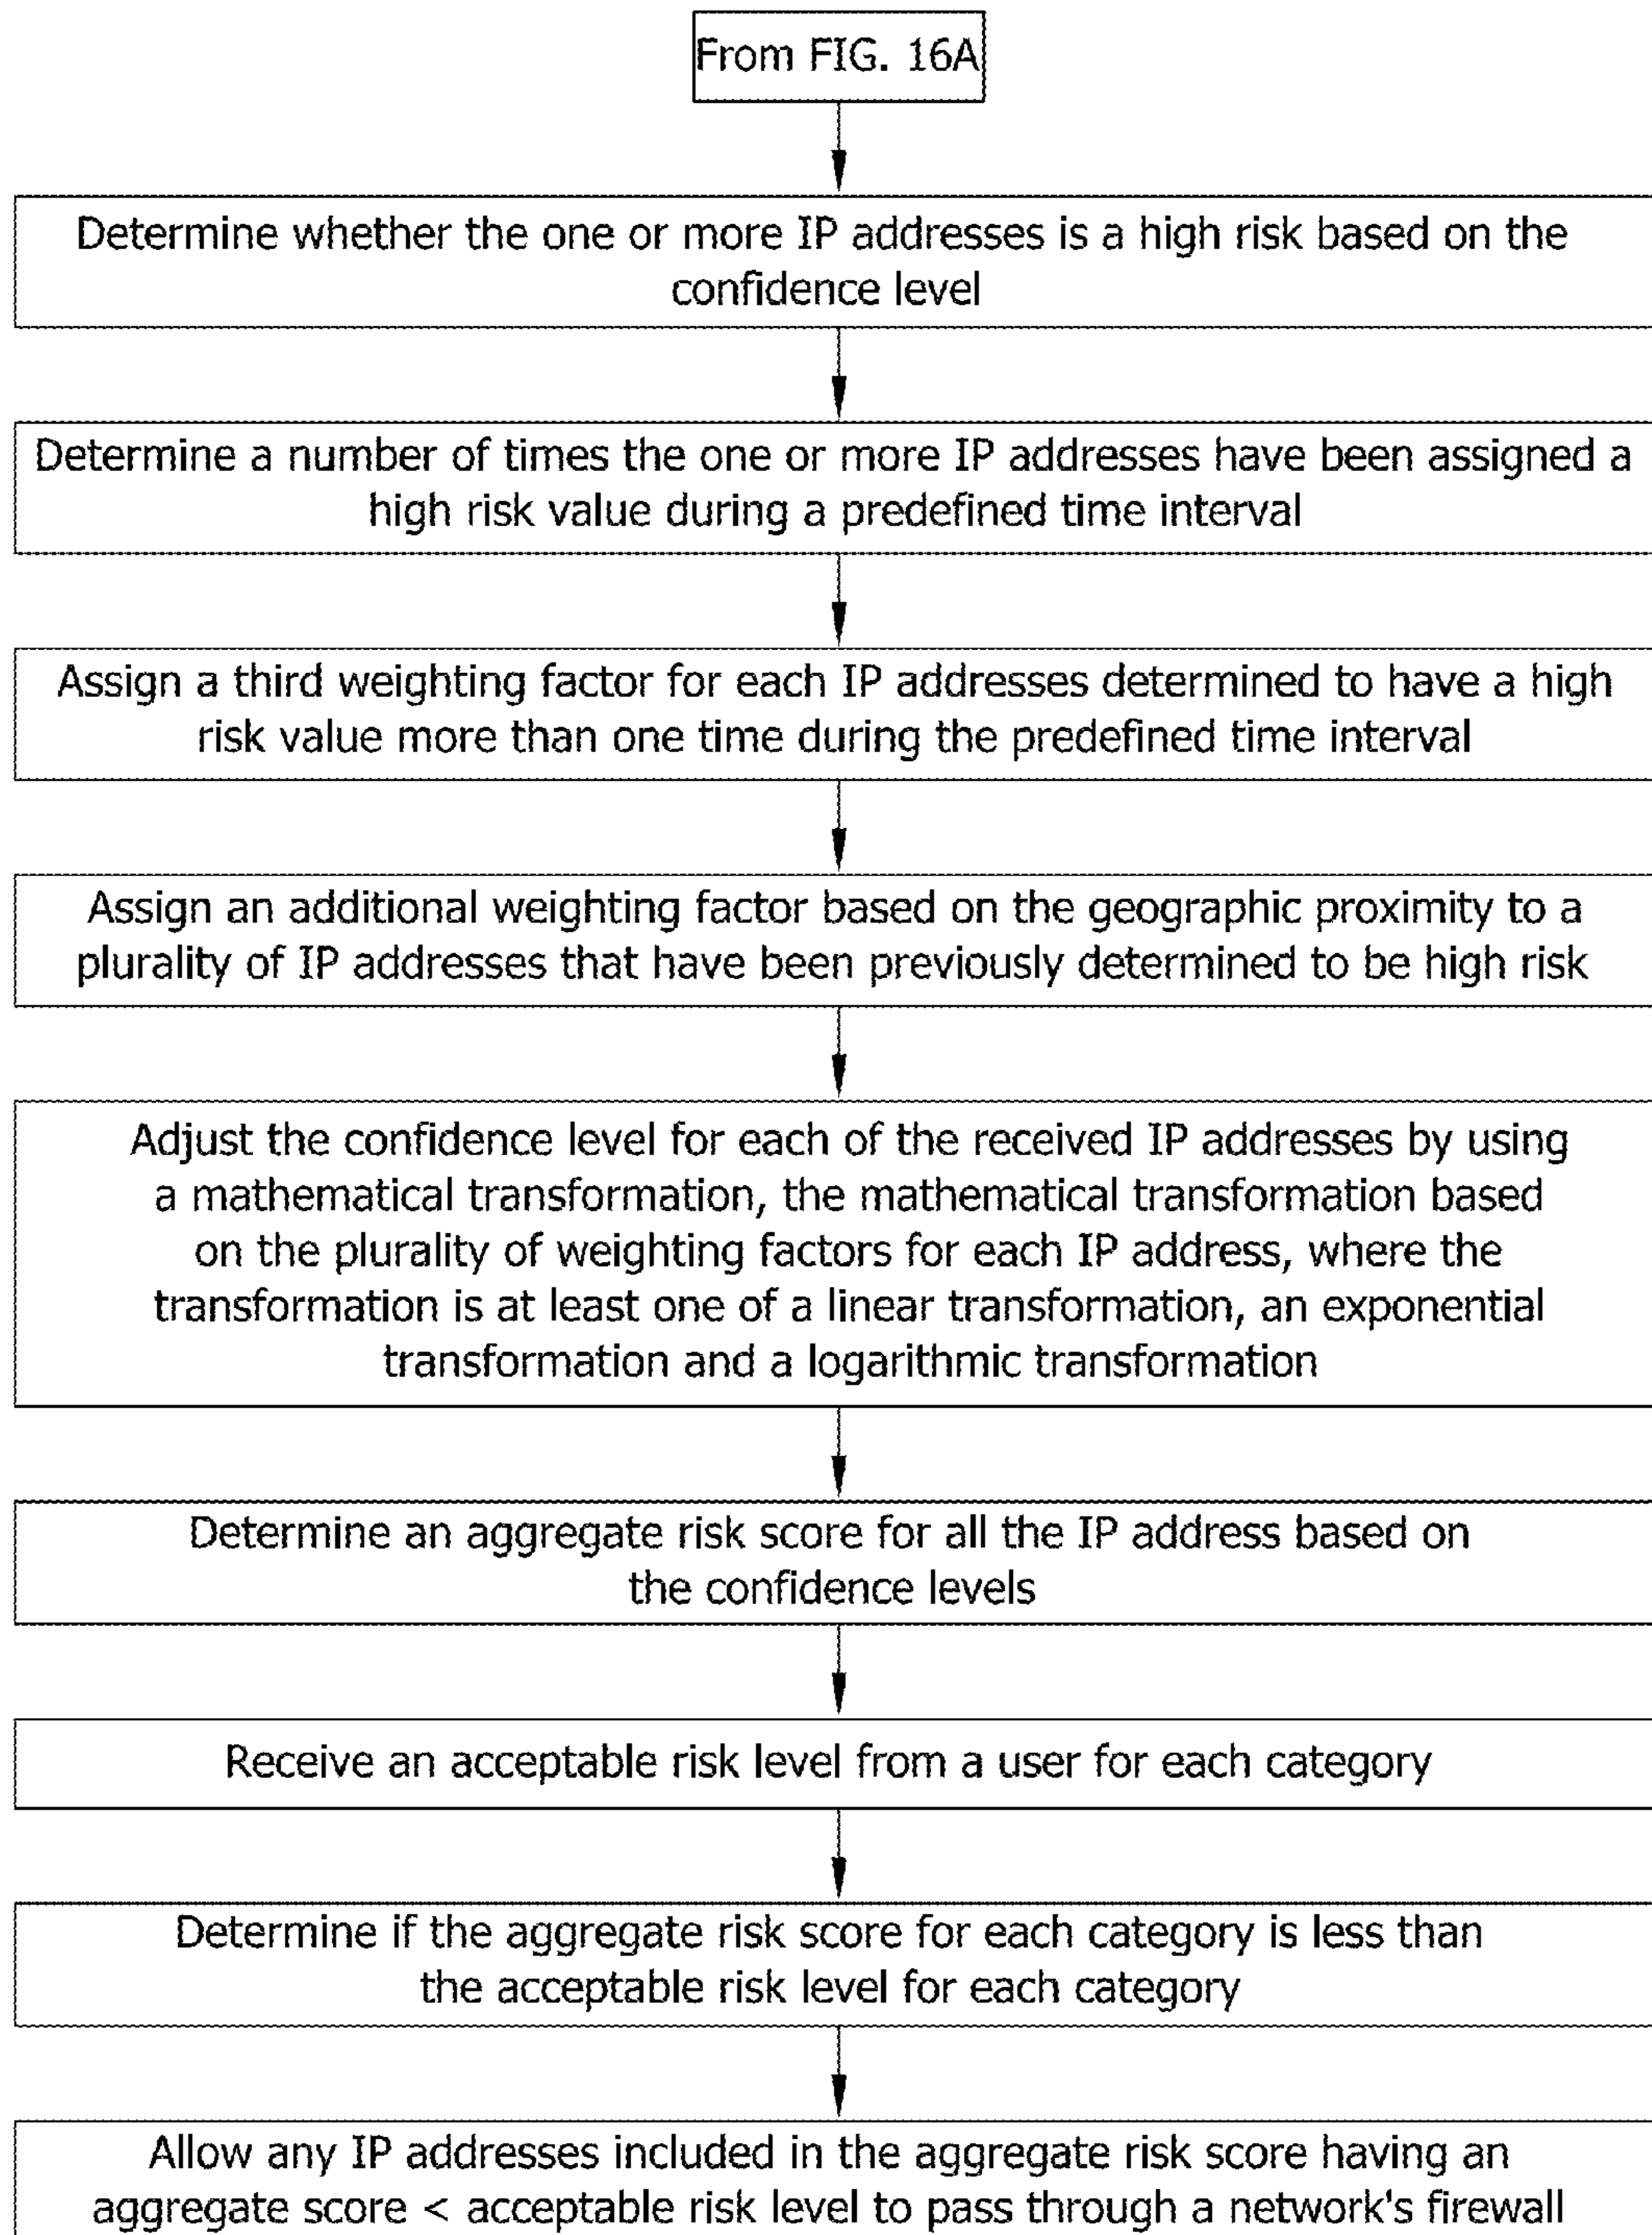 From FIG. 16A
Determine whether the one or more IP addresses is a high risk based on the
confidence level
Determine a number of times the one or more IP addresses have been assigned a
high risk value during a predefined time interval
Assign a third weighting factor for each IP addresses determined to have a high
risk value more than one time during the predefined time interval
Assign an additional weighting factor based on the geographic proximity to a
plurality of IP addresses that have been previously determined to be high risk
Adjust the confidence level for each of the received IP addresses by using
a mathematical transformation, the mathematical transformation based
on the plurality of weighting factors for each IP address, where the
transformation is at least one of a linear transformation, an exponential
transformation and a logarithmic transformation
Determine an aggregate risk score for all the IP address based on
the confidence levels
Receive an acceptable risk level from a user for each category
Determine if the aggregate risk score for each category is less than
the acceptable risk level for each category
Allow any IP addresses included in the aggregate risk score having an
aggregate score < acceptable risk level to pass through a network's firewall